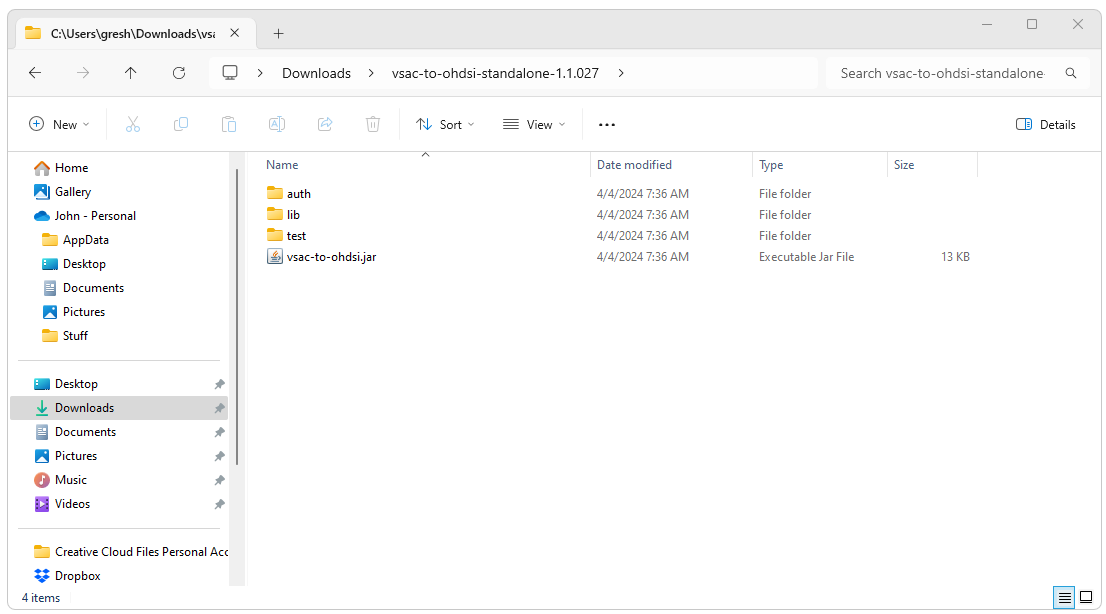 C:\Users\gresh\Downloads\vsa
Downloads vsac-to-ohdsi-standalone-1.1.027 Search vsac-to-ohdsi-standalone-
New Sort View Details
Home
Gallery
John - Personal
AppData
Desktop
Documents
Pictures
Stuff
Desktop
Downloads
Documents
Pictures
Music
Videos
Creative Cloud Files Personal Acc
Dropbox
Name Date modified Type Size
auth 4/4/2024 7:36 AM File folder
lib 4/4/2024 7:36 AM File folder
test 4/4/2024 7:36 AM File folder
vsac-to-ohdsi.jar 4/4/2024 7:36 AM Executable Jar File 13 KB
4 items